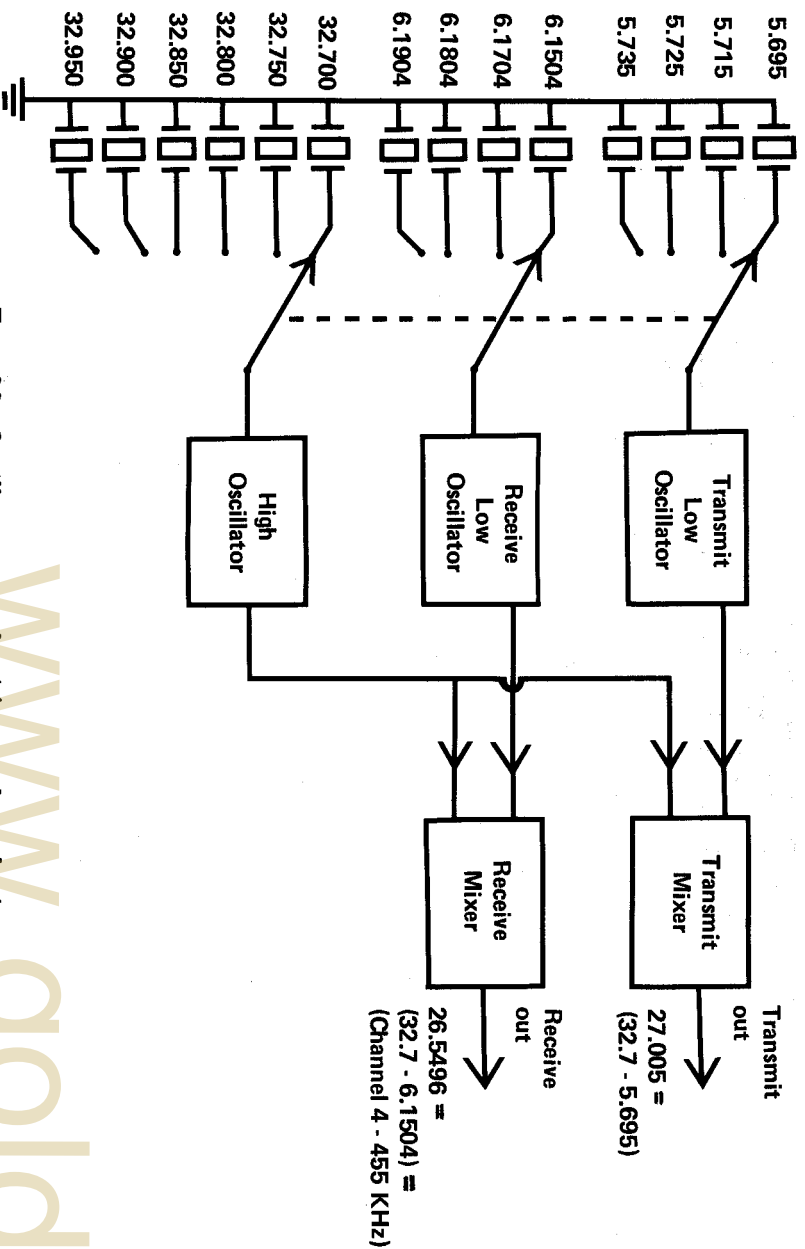 5.695
5.715
5.725
5.735
6.1504
6.1704
6.1804
6.1904
32.700
32.750
32.800
32.850
32.900
32.950
Transmit
Low
Oscillator
Receive
Low
Oscillator
High
Oscillator
Transmit
Mixer
Receive
Mixer
Transmit
out
27.005 =
(32.7 - 5.695)
Receive
out
26.5496 =
(32.7 - 6.1504) =
(Channel 4 - 455 KHz)
www gold